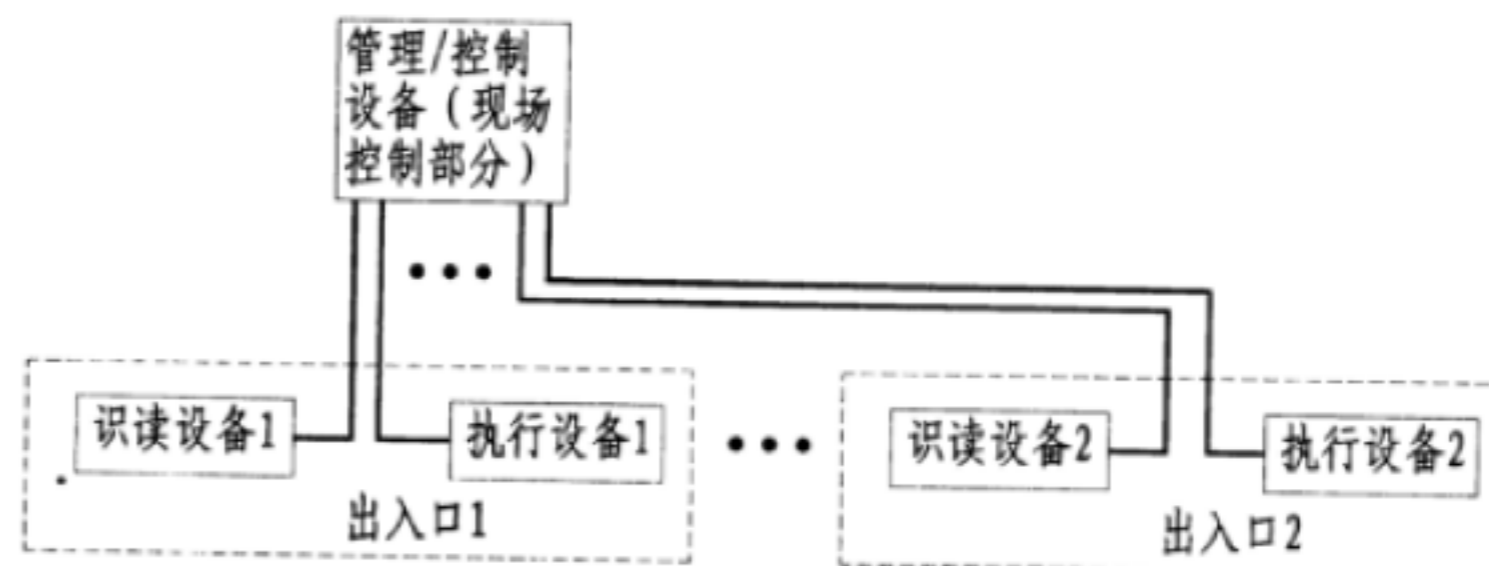 管理/控制
设备(现场
控制部分)
识读设备1
执行设备1
识读设备2
执行设备2
出入口1
出入口2